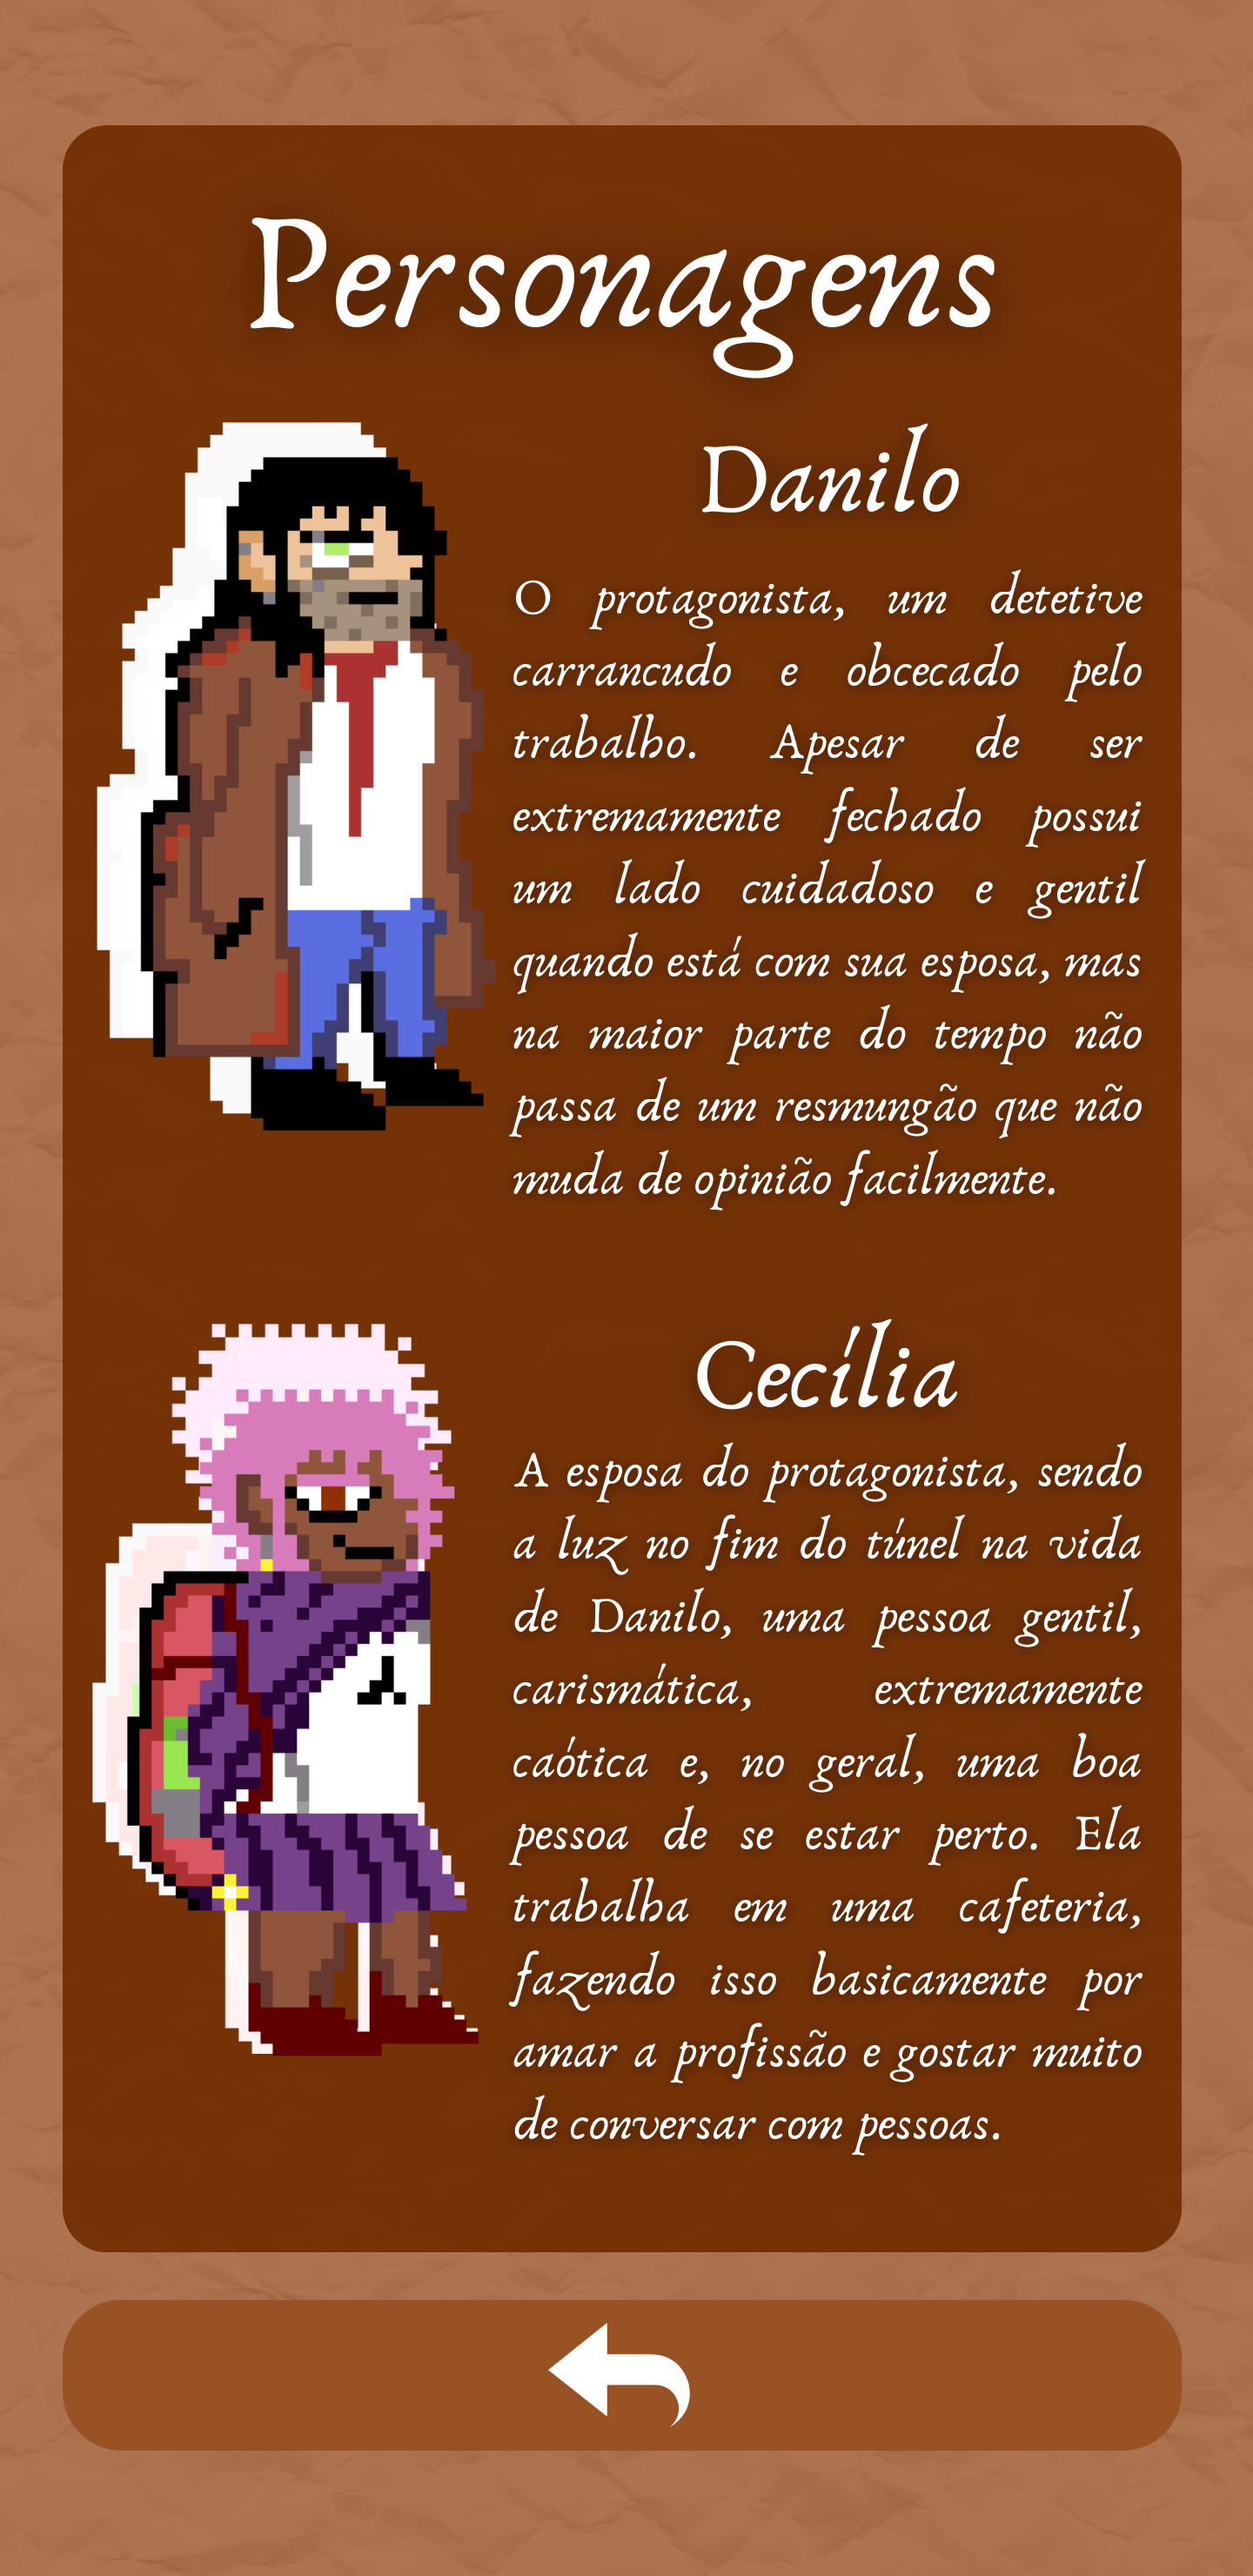 Personagens
Danilo
O protagonista, um detetive
carrancudo e obcecado pelo
trabalho. Apesar de ser
extremamente fechado possui
um lado cuidadoso e gentil
quando está com sua esposa, mas
na maior parte do tempo não
passa de um resmungão que não
muda de opinião facilmente.
Cecília
A esposa do protagonista, sendo
a luz no fim do túnel na vida
de Danilo, uma pessoa gentil,
carismática, extremamente
caótica e, no geral, uma boa
pessoa de se estar perto. Ela
trabalha em uma cafeteria,
fazendo isso basicamente por
amar a profissão e gostar muito
de conversar com pessoas.